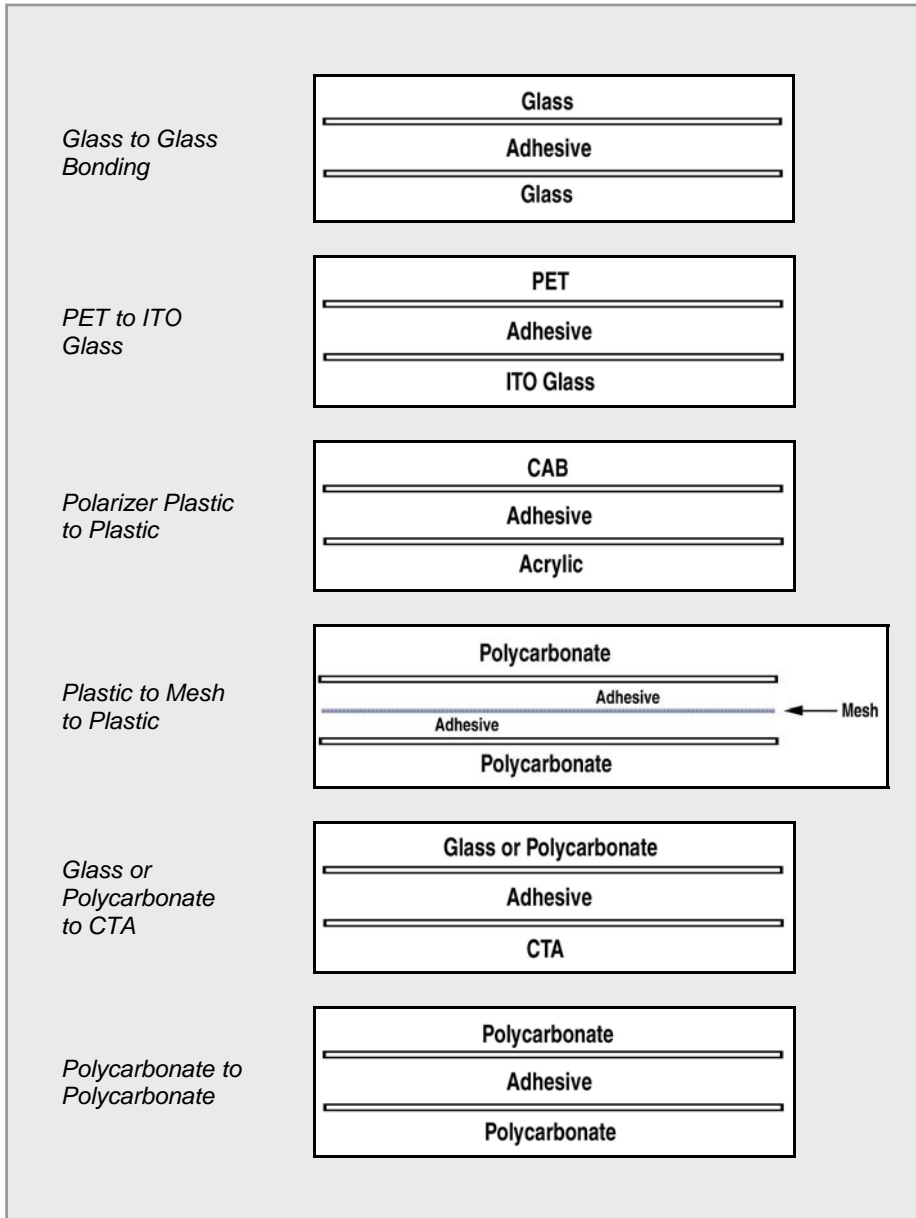 Glass to Glass
Bonding
Glass
Adhesive
Glass
PET to ITO
Glass
PET
Adhesive
ITO Glass
Polarizer Plastic
to Plastic
CAB
Adhesive
Acrylic
Plastic to Mesh
to Plastic
Polycarbonate
Adhesive
Mesh
Adhesive
Polycarbonate
Glass or
Polycarbonate
to CTA
Glass or Polycarbonate
Adhesive
CTA
Polycarbonate to
Polycarbonate
Polycarbonate
Adhesive
Polycarbonate